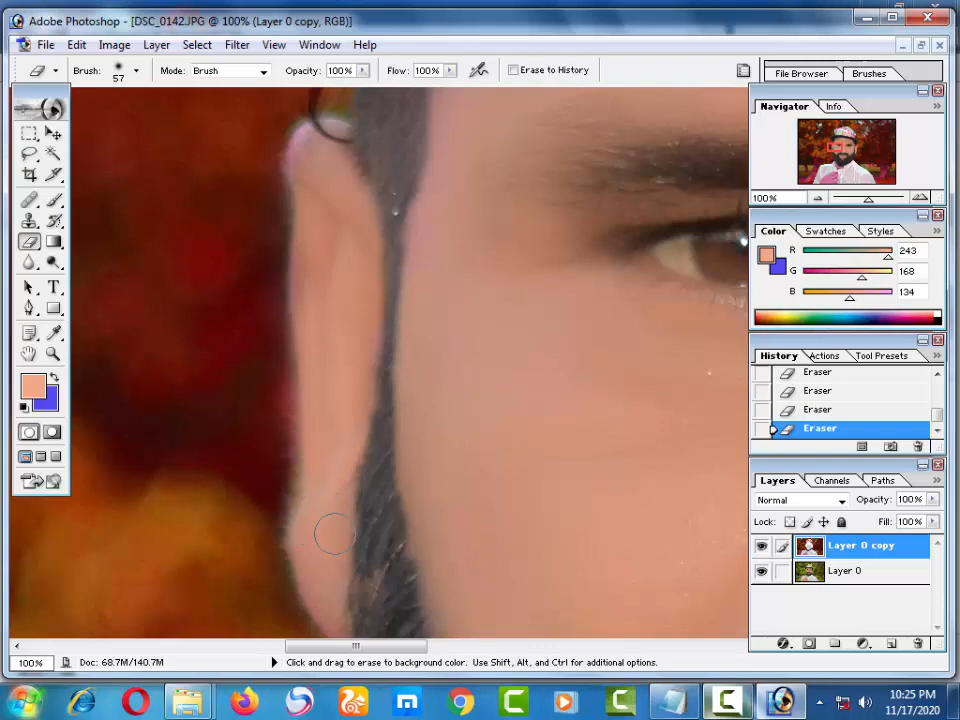 Adobe Photoshop - [DSC_0142.JPG @ 100% (Layer 0 copy, RGB)]
File Edit Image Layer Select Filter View Window Help
Brush: 57 Mode: Brush Opacity: 100% Flow: 100% Erase to History File Browser Brushes
Navigator Info
100%
Color Swatches Styles
R 243
G 168
B 134
History Actions Tool Presets
Eraser
Eraser
Eraser
Eraser
Layers Channels Paths
Normal Opacity: 100%
Lock: Fill: 100%
Layer 0 copy
Layer 0
100% Doc: 68.7M/140.7M Click and drag to erase to background color. Use Shift, Alt, and Ctrl for additional options.
10:25 PM
11/17/2020